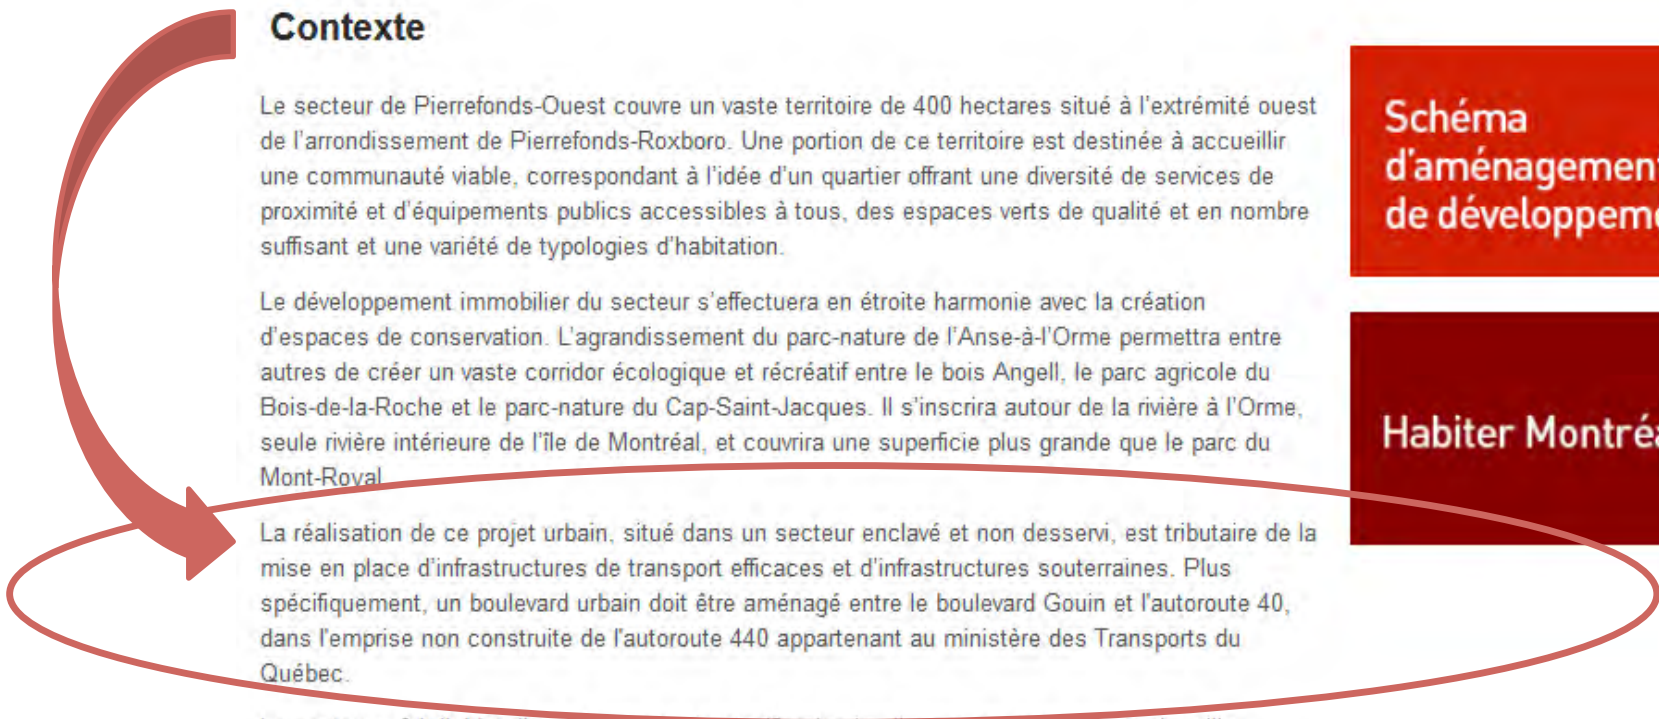 Contexte
Le secteur de Pierrefonds-Ouest couvre un vaste territoire de 400 hectares situé à l'extrémité ouest
de l'arrondissement de Pierrefonds-Roxboro. Une portion de ce territoire est destinée à accueillir
une communauté viable, correspondant à l'idée d'un quartier offrant une diversité de services de
proximité et d'équipements publics accessibles à tous, des espaces verts de qualité et en nombre
suffisant et une variété de typologies d'habitation.
Le développement immobilier du secteur s'effectuera en étroite harmonie avec la création
d'espaces de conservation. L'agrandissement du parc-nature de l'Anse-à-l'Orme permettra entre
autres de créer un vaste corridor écologique et récréatif entre le bois Angell, le parc agricole du
Bois-de-la-Roche et le parc-nature du Cap-Saint-Jacques. Il s'inscrira autour de la rivière à l'Orme,
seule rivière intérieure de l'île de Montréal, et couvrira une superficie plus grande que le parc du
Mont-Royal.
La réalisation de ce projet urbain, situé dans un secteur enclavé et non desservi, est tributaire de la
mise en place d'infrastructures de transport efficaces et d'infrastructures souterraines. Plus
spécifiquement, un boulevard urbain doit être aménagé entre le boulevard Gouin et l'autoroute 40,
dans l'emprise non construite de l'autoroute 440 appartenant au ministère des Transports du
Québec.
Schéma
d'aménagement
de développeme
Habiter Montréa